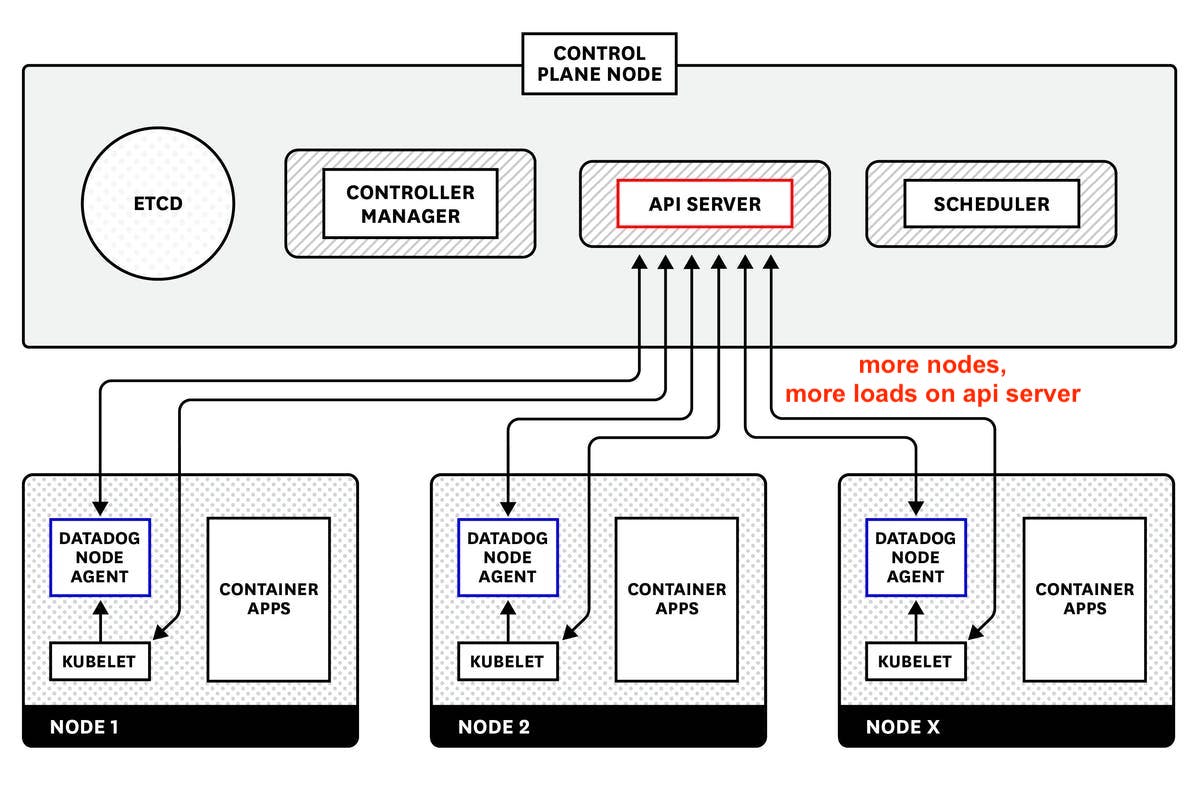 CONTROL
PLANE NODE
ETCD
CONTROLLER
MANAGER
API SERVER
SCHEDULER
more nodes,
more loads on api server
DATADOG
NODE
AGENT
CONTAINER
APPS
KUBELET
NODE 1
DATADOG
NODE
AGENT
CONTAINER
APPS
KUBELET
NODE 2
DATADOG
NODE
AGENT
CONTAINER
APPS
KUBELET
NODE X